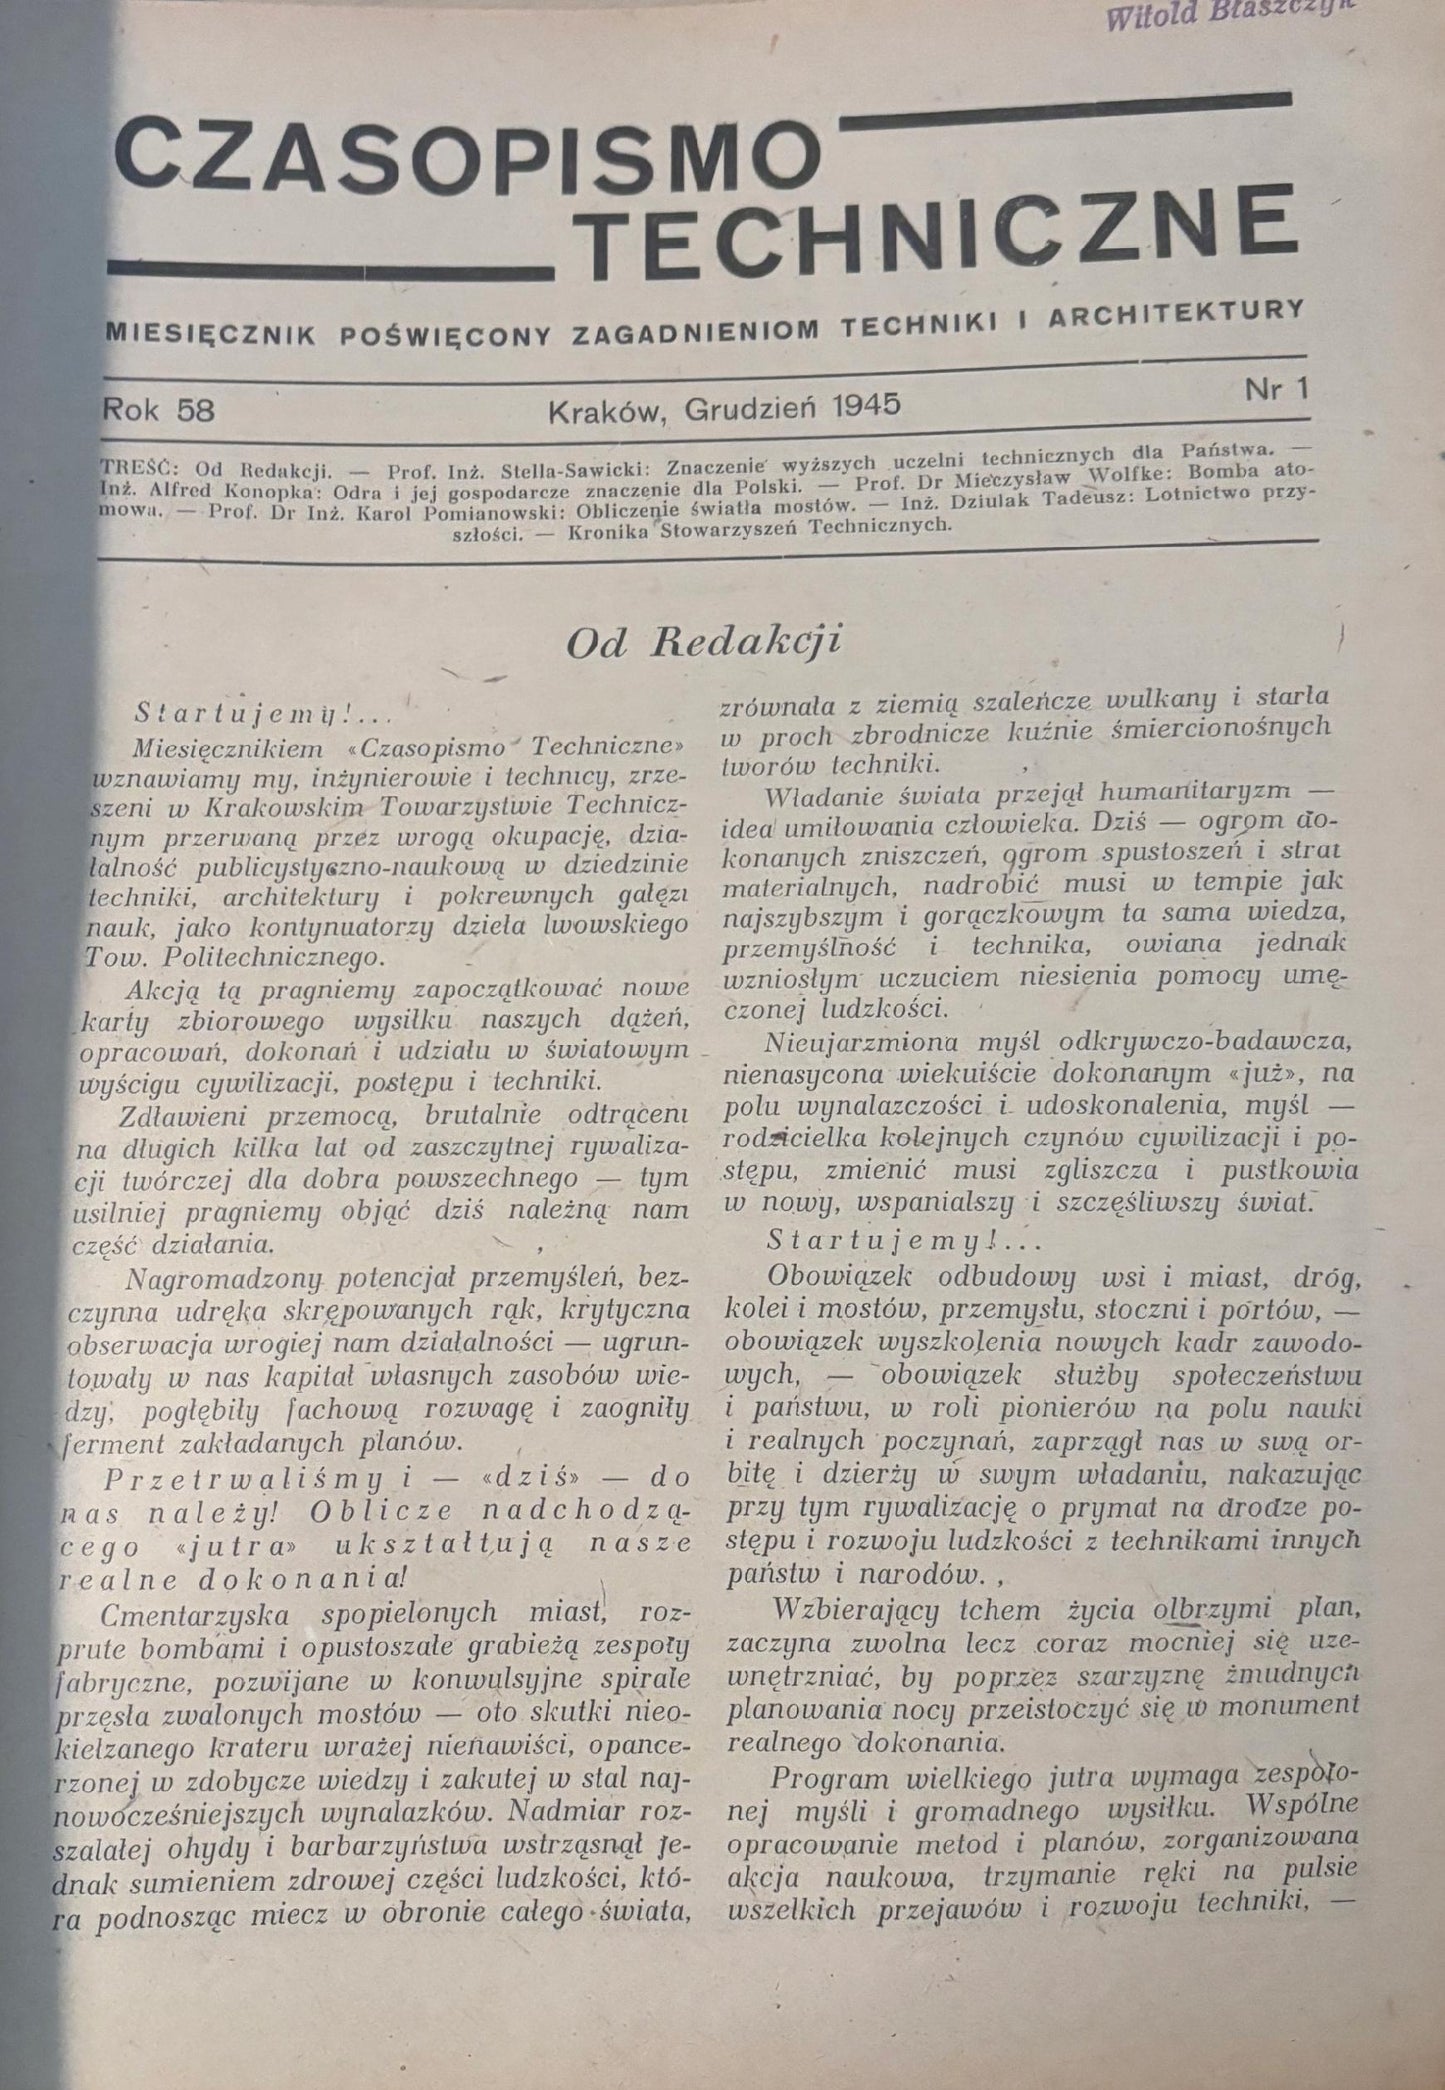 Witold Błaszczyk
CZASOPISMO
TECHNICZNE
MIESIĘCZNIK POŚWIĘCONY ZAGADNIENIOM TECHNIKI I ARCHITEKTURY
Rok 58 Kraków, Grudzień 1945 Nr 1
TREŚĆ: Od Redakcji. — Prof. Inż. Stella-Sawicki: Znaczenie wyższych uczelni technicznych dla Państwa. —
Inż. Alfred Konopka: Odra i jej gospodarcze znaczenie dla Polski. — Prof. Dr Mieczysław Wolfke: Bomba ato-
mowa. — Prof. Dr Inż. Karol Pomianowski: Obliczenie światła mostów. — Inż. Dziulak Tadeusz: Lotnictwo przy-
szłości. — Kronika Stowarzyszeń Technicznych.
Od Redakcji
Startujemy!...
Miesięcznikiem «Czasopismo Techniczne»
wznawiamy my, inżynierowie i technicy, zrze-
szeni w Krakowskim Towarzystwie Technicz-
nym przerwaną przez wrogą okupację, dzia-
łalność publicystyczno-naukową w dziedzinie
techniki, architektury i pokrewnych gałęzi
nauk, jako kontynuatorzy dzieła lwowskiego
Tow. Politechnicznego.
Akcją tą pragniemy zapoczątkować nowe
karty zbiorowego wysiłku naszych dążeń,
opracowań, dokonań i udziału w światowym
wyścigu cywilizacji, postępu i techniki.
Zdławieni przemocą, brutalnie odtrąceni
na długich kilka lat od zaszczytnej rywaliza-
cji twórczej dla dobra powszechnego — tym
usilniej pragniemy objąć dziś należną nam
część działania.
Nagromadzony potencjał przemyśleń, bez-
czynna udręka skrępowanych rąk, krytyczna
obserwacja wrogiej nam działalności — ugrun-
towały w nas kapitał własnych zasobów wie-
dzy, pogłębiły fachową rozwagę i zaogniły
ferment zakładanych planów.
Przetrwaliśmy i — «dziś» — do
nas należy! Oblicze nadchodzą-
cego «jutra» ukształtują nasze
realne dokonania!
Cmentarzyska spopielonych miast, roz-
prute bombami i opustoszałe grabieżą zespoły
fabryczne, pozwijane w konwulsyjne spirale
przęsła zwalonych mostów — oto skutki nieo-
kiełzanego krateru wrażej nienawiści, opance-
rzonej w zdobycze wiedzy i zakutej w stal naj-
nowocześniejszych wynalazków. Nadmiar roz-
szalałej ohydy i barbarzyństwa wstrząsnął je-
dnak sumieniem zdrowej części ludzkości, któ-
ra podnosząc miecz w obronie całego świata,
zrównała z ziemią szaleńcze wulkany i starła
w proch zbrodnicze kuźnie śmiercionośnych
tworów techniki.
Władanie świata przejął humanitaryzm —
idea umiłowania człowieka. Dziś — ogrom do-
konanych zniszczeń, ogrom spustoszeń i strat
materialnych, nadrobić musi w tempie jak
najszybszym i gorączkowym ta sama wiedza,
przemyślność i technika, owiana jednak
wzniosłym uczuciem niesienia pomocy umę-
czonej ludzkości.
Nieujarzmiona myśl odkrywczo-badawcza,
nienasycona wiekuiście dokonanym «już», na
polu wynalazczości i udoskonalenia, myśl —
rodzicielka kolejnych czynów cywilizacji i po-
stępu, zmienić musi zgliszcza i pustkowia
w nowy, wspanialszy i szczęśliwszy świat.
Startujemy!...
Obowiązek odbudowy wsi i miast, dróg,
kolei i mostów, przemysłu, stoczni i portów, —
obowiązek wyszkolenia nowych kadr zawodo-
wych, — obowiązek służby społeczeństwu
i państwu, w roli pionierów na polu nauki
i realnych poczynań, zaprzągł nas w swą or-
bitę i dzierży w swym władaniu, nakazując
przy tym rywalizację o prymat na drodze po-
stępu i rozwoju ludzkości z technikami innych
państw i narodów.
Wzbierający tchem życia olbrzymi plan,
zaczyna zwolna lecz coraz mocniej się uze-
wnętrzniać, by poprzez szarzyznę żmudnych
planowania nocy przeistoczyć się w monument
realnego dokonania.
Program wielkiego jutra wymaga zespoło-
nej myśli i gromadnego wysiłku. Wspólne
opracowanie metod i planów, zorganizowana
akcja naukowa, trzymanie ręki na pulsie
wszelkich przejawów i rozwoju techniki, —